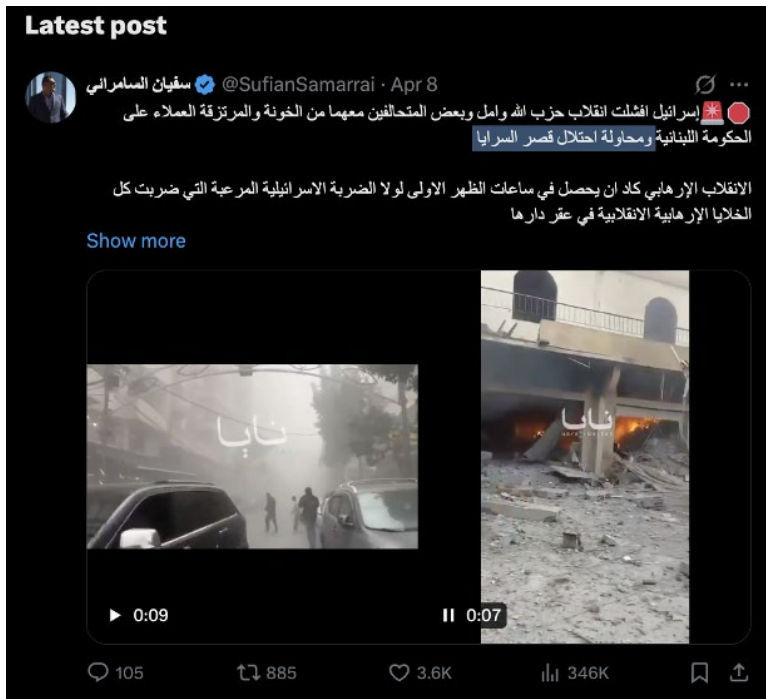 Latest post
سفيان السامرائي @SufianSamarrai · Apr 8
إسرائيل افشلت انقلاب حزب الله وامل وبعض المتحالفين معهما من الخونة والمرتزقة العملاء على
الحكومة اللبنانية ومحاولة احتلال قصر السرايا
الانقلاب الإرهابي كاد ان يحصل في ساعات الظهر الاولى لولا الضربة الاسرائيلية المرعبة التي ضربت كل
الخلايا الإرهابية الانقلابية في عقر دارها
Show more
نايا
نايا
0:09
0:07
105 885 3.6K 346K